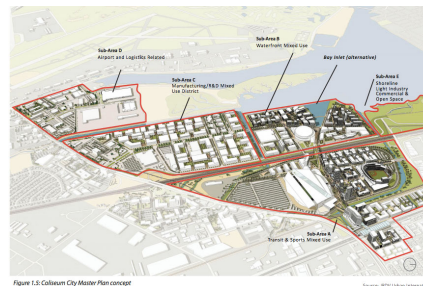 Sub-Area D
Airport and Logistics Related
Sub-Area B
Waterfront Mixed Use
Bay Inlet (alternative)
Sub-Area C
Manufacturing/R&D Mixed
Use District
Sub-Area E
Shoreline
Light Industry
Commercial &
Open Space
Sub-Area A
Transit & Sports Mixed Use
Figure 1.5: Coliseum City Master Plan concept
Source: